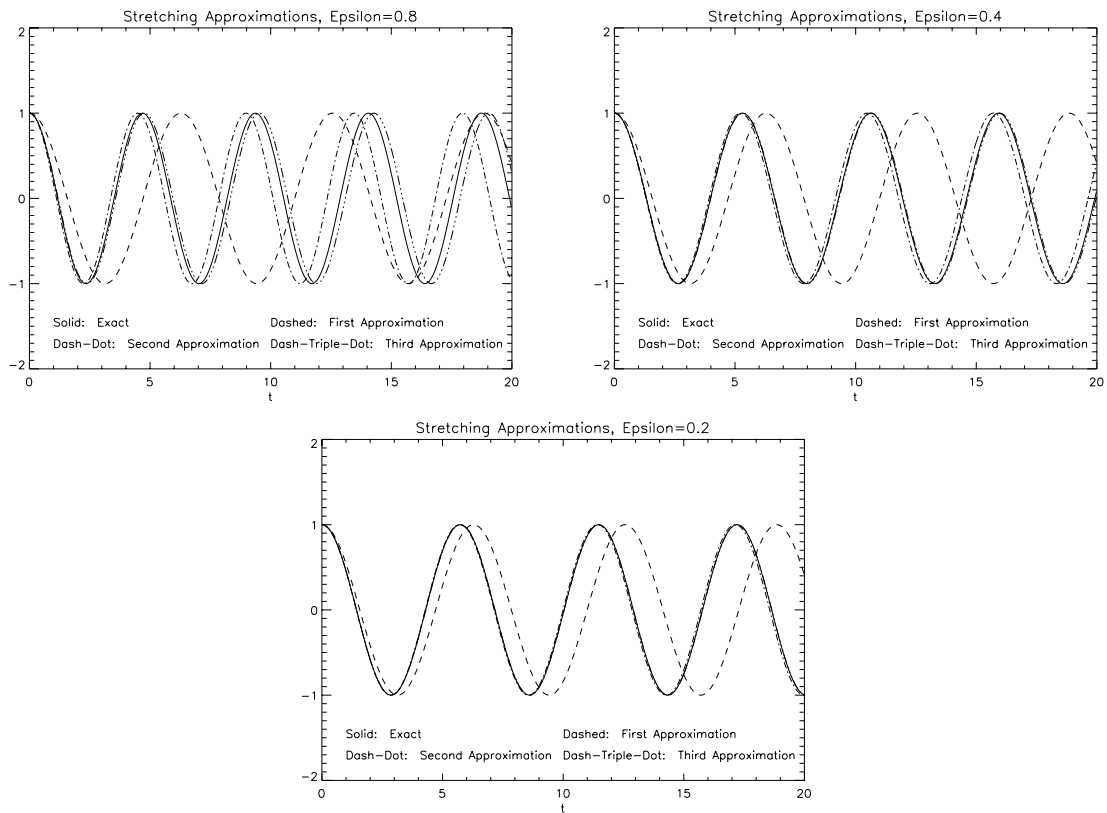 Stretching Approximations, Epsilon=0.8
2
1
0
−1
−2
Solid: Exact
Dashed: First Approximation
Dash−Dot: Second Approximation
Dash−Triple−Dot: Third Approximation
0 5 10 15 20
t
Stretching Approximations, Epsilon=0.4
2
1
0
−1
−2
Solid: Exact
Dashed: First Approximation
Dash−Dot: Second Approximation
Dash−Triple−Dot: Third Approximation
0 5 10 15 20
t
Stretching Approximations, Epsilon=0.2
2
1
0
−1
−2
Solid: Exact
Dashed: First Approximation
Dash−Dot: Second Approximation
Dash−Triple−Dot: Third Approximation
0 5 10 15 20
t